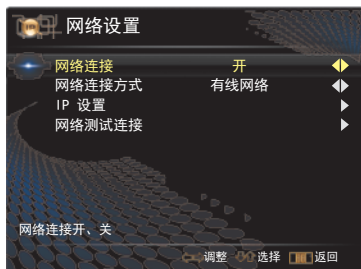 网络设置
网络连接 开
网络连接方式 有线网络
IP 设置
网络测试连接
网络连接开、关
调整 选择 返回